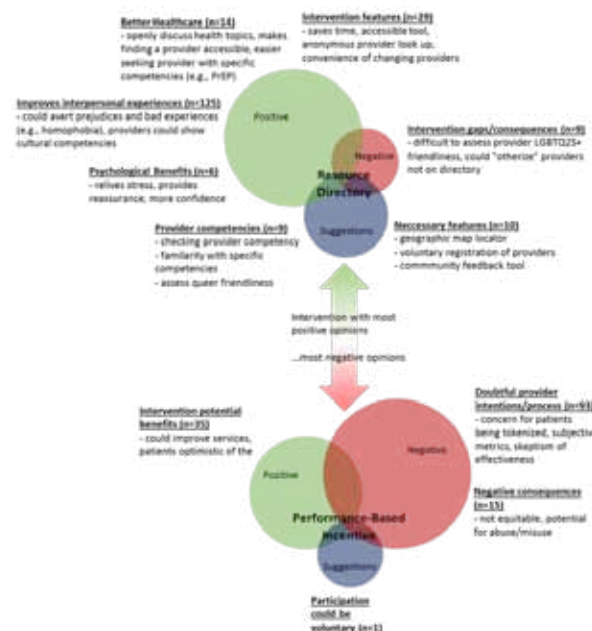 Better Healthcare (n=14)
- openly discuss health topics, makes
finding a provider accessible, easier
seeking provider with specific
competencies (e.g., PrEP)
Intervention features (n=29)
- saves time, accessible tool,
anonymous provider look up,
convenience of changing providers
Improves interpersonal experiences (n=125)
- could avert prejudices and bad experiences
(e.g., homophobia), providers could show
cultural competencies
Positive
Negative
Intervention gaps/consequences (n=9)
- difficult to assess provider LGBTQ2S+
friendliness, could "otherize" providers
not on directory
Psychological Benefits (n=6)
- relives stress, provides
reassurance, more confidence
Resource
Directory
Provider competencies (n=9)
- checking provider competency
- familarity with specific
competencies
- assess queer friendliness
Suggestions
Neccessary features (n=10)
- geographic map locator
- voluntary registration of providers
- commmunity feedback tool
Intervention with most
positive opinions
...most negative opinions
Intervention potential
benefits (n=35)
- could improve services,
patients optimistic of the
Doubtful provider
intentions/process (n=93)
- concern for patients
being tokenized, subjective
metrics, skeptism of
effectiveness
Positive
Negative
Negative consequences
(n=15)
- not equitable, potential
for abuse/misuse
Performance-Based
Incentive
Suggestions
Participation
could be
voluntary (n=1)